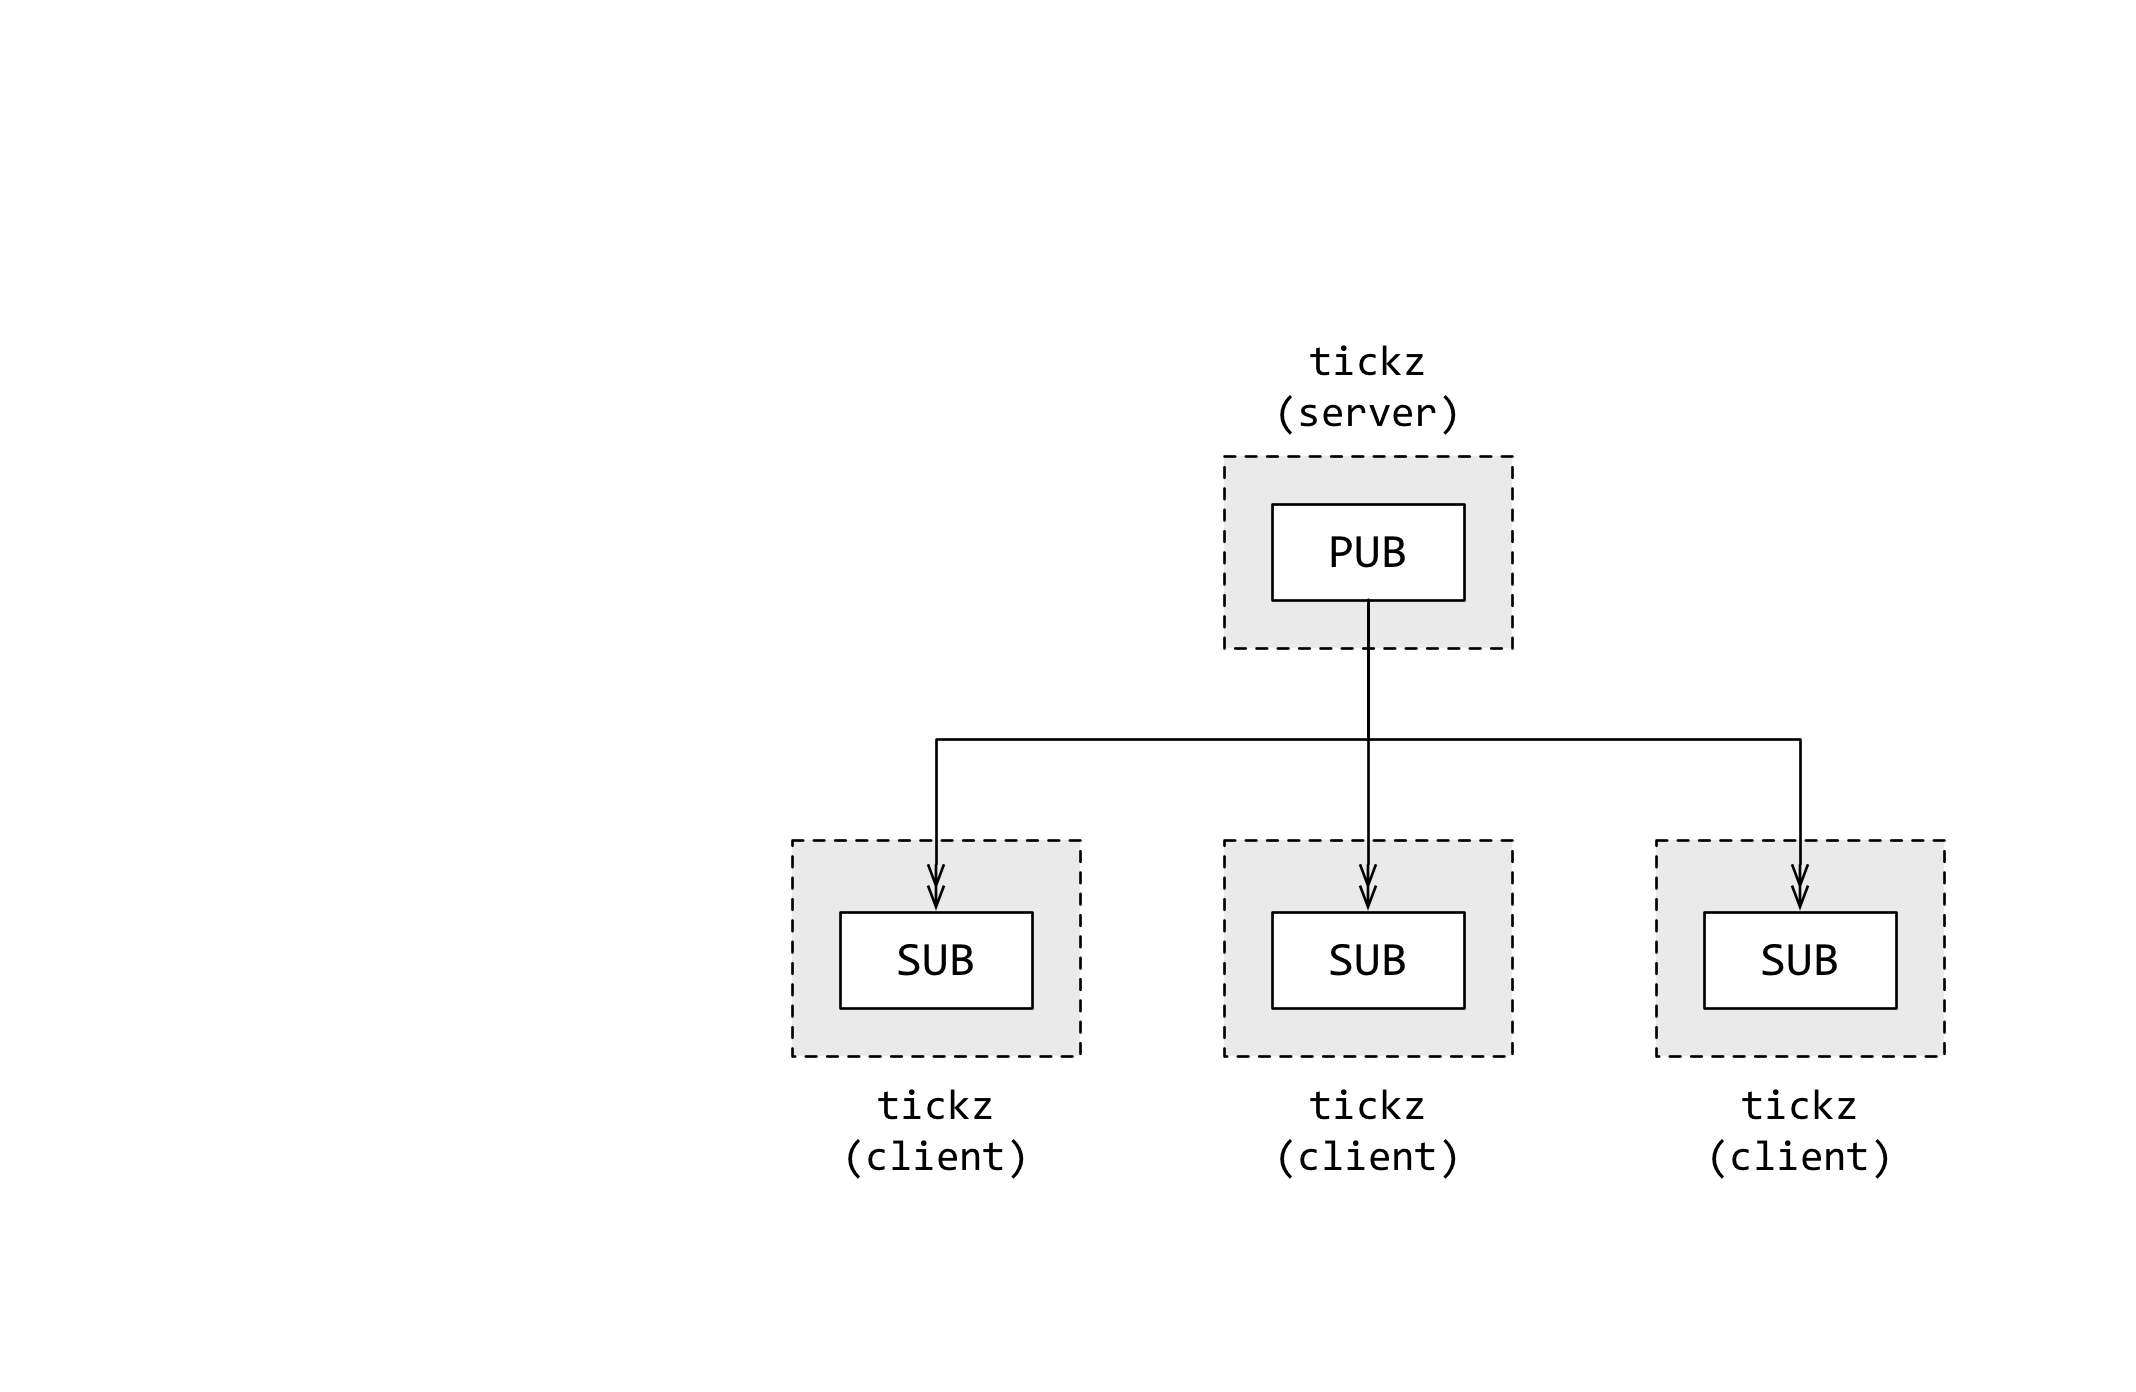 tickz
(server)
PUB
SUB
SUB
SUB
tickz
(client)
tickz
(client)
tickz
(client)